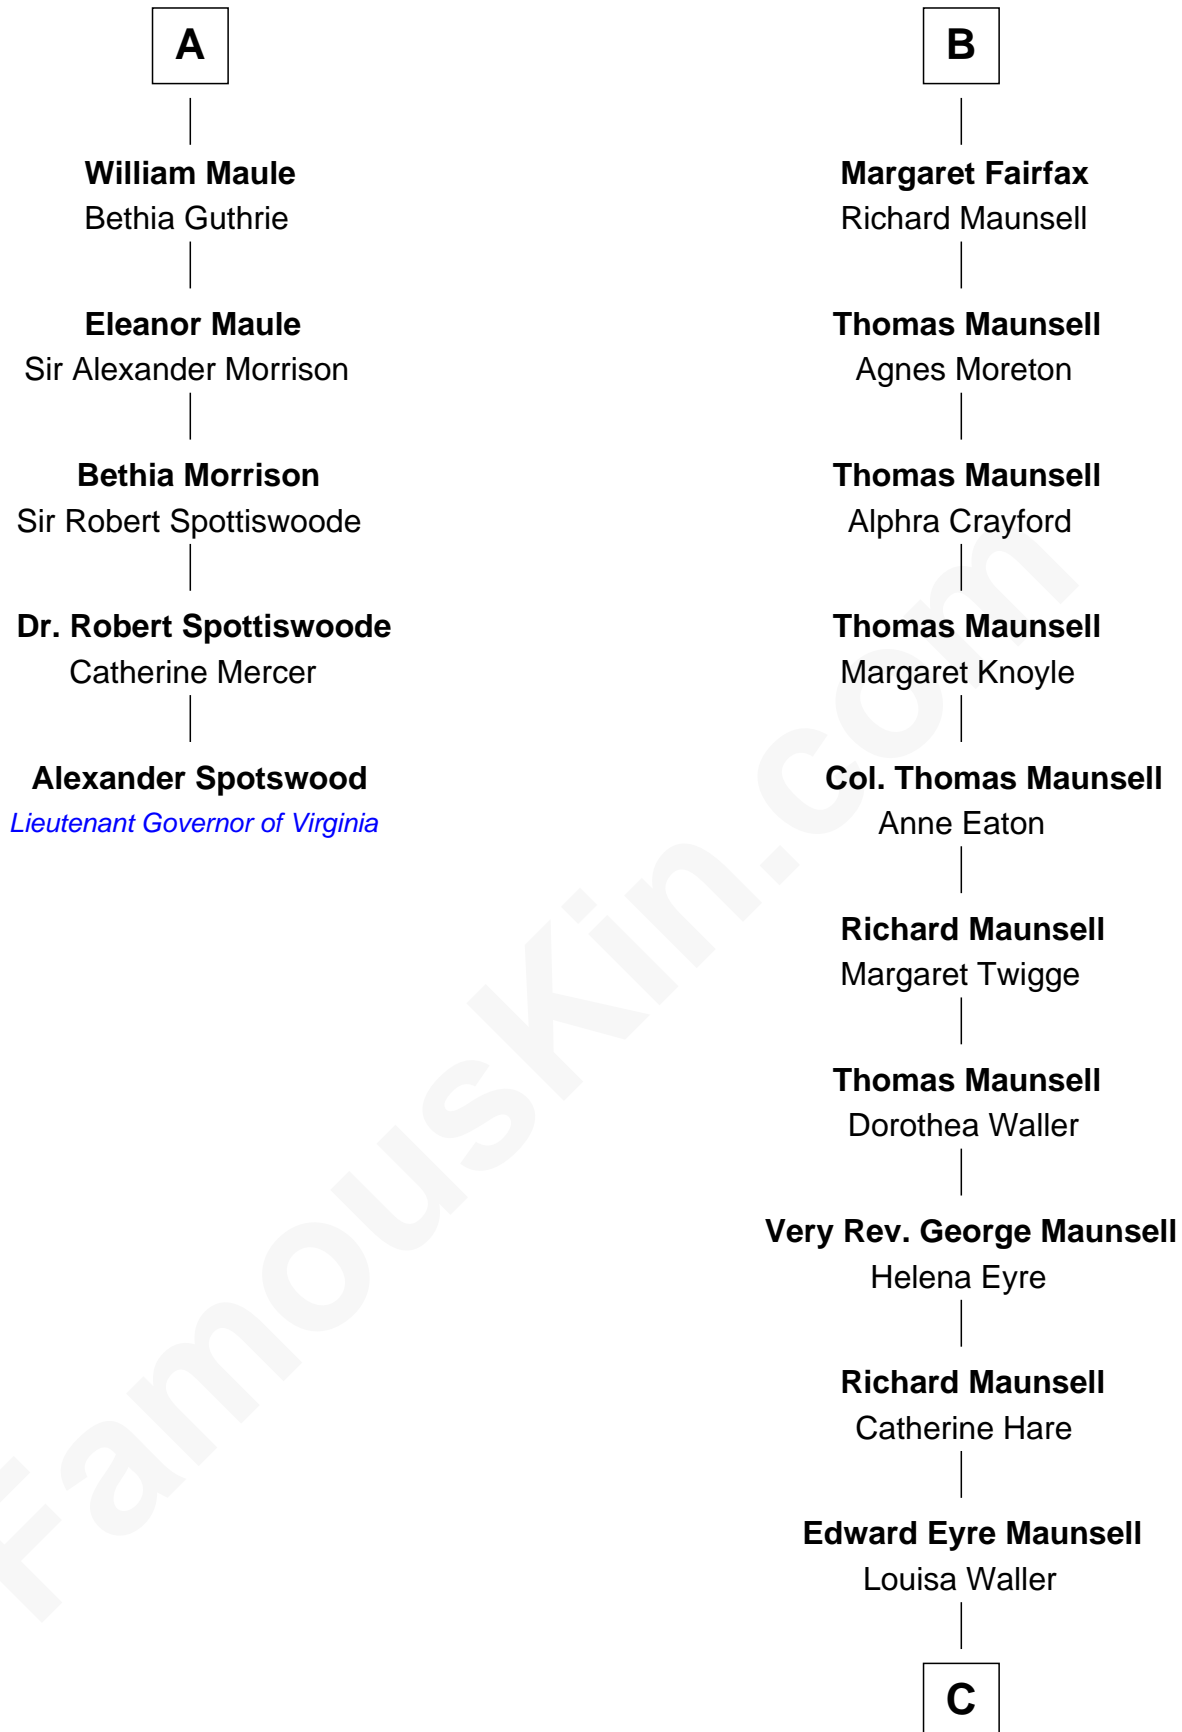 A
William Maule
Bethia Guthrie
Eleanor Maule
Sir Alexander Morrison
Bethia Morrison
Sir Robert Spottiswoode
Dr. Robert Spottiswoode
Catherine Mercer
Alexander Spotswood
Lieutenant Governor of Virginia
B
Margaret Fairfax
Richard Maunsell
Thomas Maunsell
Agnes Moreton
Thomas Maunsell
Alphra Crayford
Thomas Maunsell
Margaret Knoyle
Col. Thomas Maunsell
Anne Eaton
Richard Maunsell
Margaret Twigge
Thomas Maunsell
Dorothea Waller
Very Rev. George Maunsell
Helena Eyre
Richard Maunsell
Catherine Hare
Edward Eyre Maunsell
Louisa Waller
C
FamousKin.com